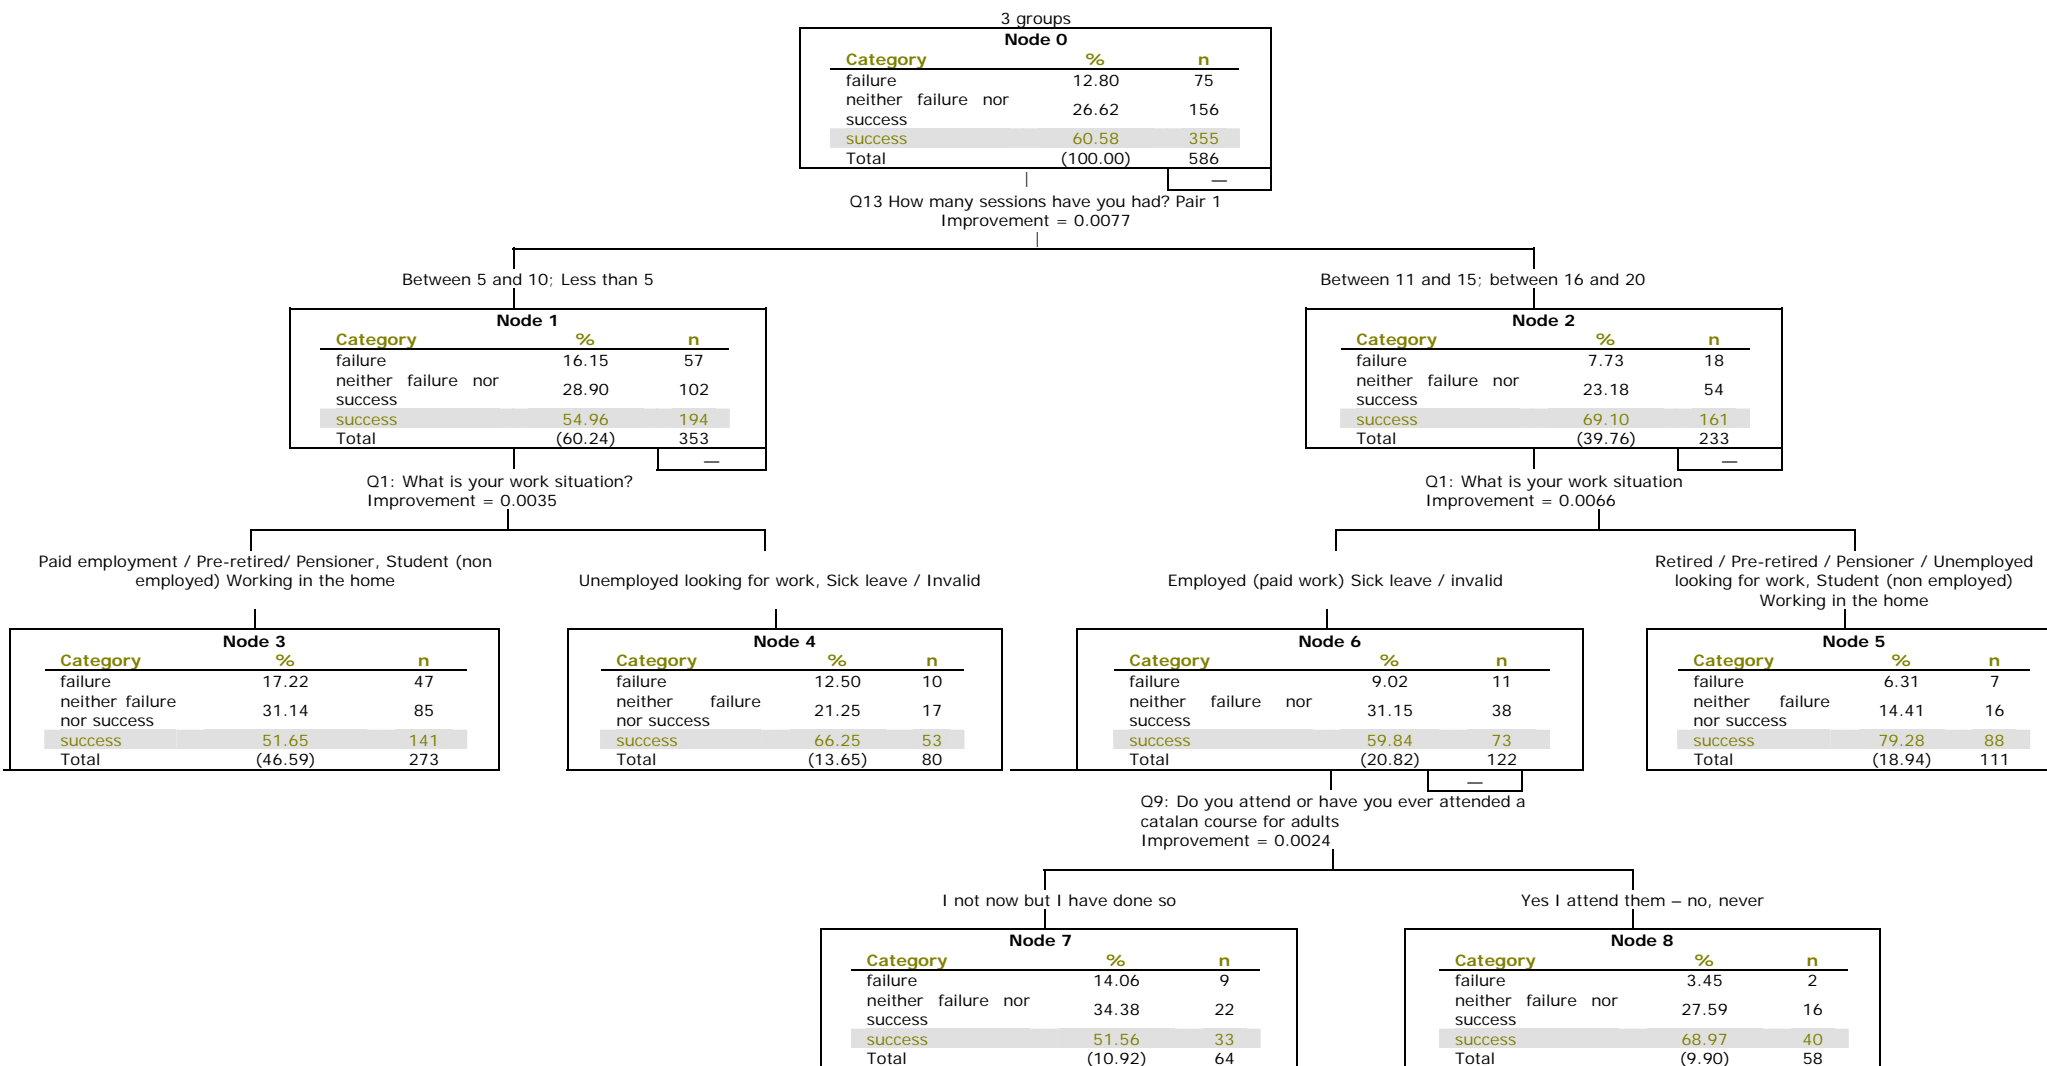 3 groups
Node 0
Category % n
failure 12.80 75
neither failure nor
success 26.62 156
success 60.58 355
Total (100.00) 586
Q13 How many sessions have you had? Pair 1
Improvement = 0.0077
Between 5 and 10; Less than 5
Node 1
Category % n
failure 16.15 57
neither failure nor
success 28.90 102
success 54.96 194
Total (60.24) 353
Between 11 and 15; between 16 and 20
Node 2
Category % n
failure 7.73 18
neither failure nor
success 23.18 54
success 69.10 161
Total (39.76) 233
Q1: What is your work situation?
Improvement = 0.0035
Q1: What is your work situation
Improvement = 0.0066
Paid employment / Pre-retired/ Pensioner, Student (non
employed) Working in the home
Node 3
Category % n
failure 17.22 47
neither failure
nor success 31.14 85
success 51.65 141
Total (46.59) 273
Unemployed looking for work, Sick leave / Invalid
Node 4
Category % n
failure 12.50 10
neither failure
nor success 21.25 17
success 66.25 53
Total (13.65) 80
Employed (paid work) Sick leave / invalid
Node 6
Category % n
failure 9.02 11
neither failure nor
success 31.15 38
success 59.84 73
Total (20.82) 122
Retired / Pre-retired / Pensioner / Unemployed
looking for work, Student (non employed)
Working in the home
Node 5
Category % n
failure 6.31 7
neither failure
nor success 14.41 16
success 79.28 88
Total (18.94) 111
Q9: Do you attend or have you ever attended a
catalan course for adults
Improvement = 0.0024
I not now but I have done so
Node 7
Category % n
failure 14.06 9
neither failure nor
success 34.38 22
success 51.56 33
Total (10.92) 64
Yes I attend them – no, never
Node 8
Category % n
failure 3.45 2
neither failure nor
success 27.59 16
success 68.97 40
Total (9.90) 58